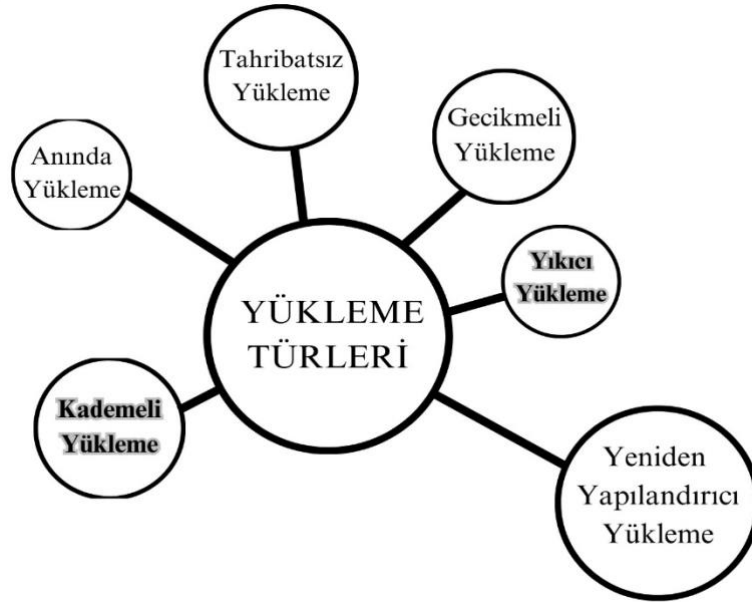 Tahribatsız
Yükleme
Gecikmeli
Yükleme
Anında
Yükleme
Yıkıcı
Yükleme
YÜKLEME
TÜRLERİ
Kademeli
Yükleme
Yeniden
Yapılandırıcı
Yükleme